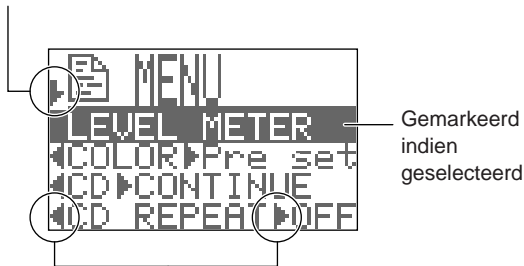 MENU
LEVEL METER
COLOR Pre set
CD CONTINUE
CD REPEAT OFF
Gemarkeerd
indien
geselecteerd